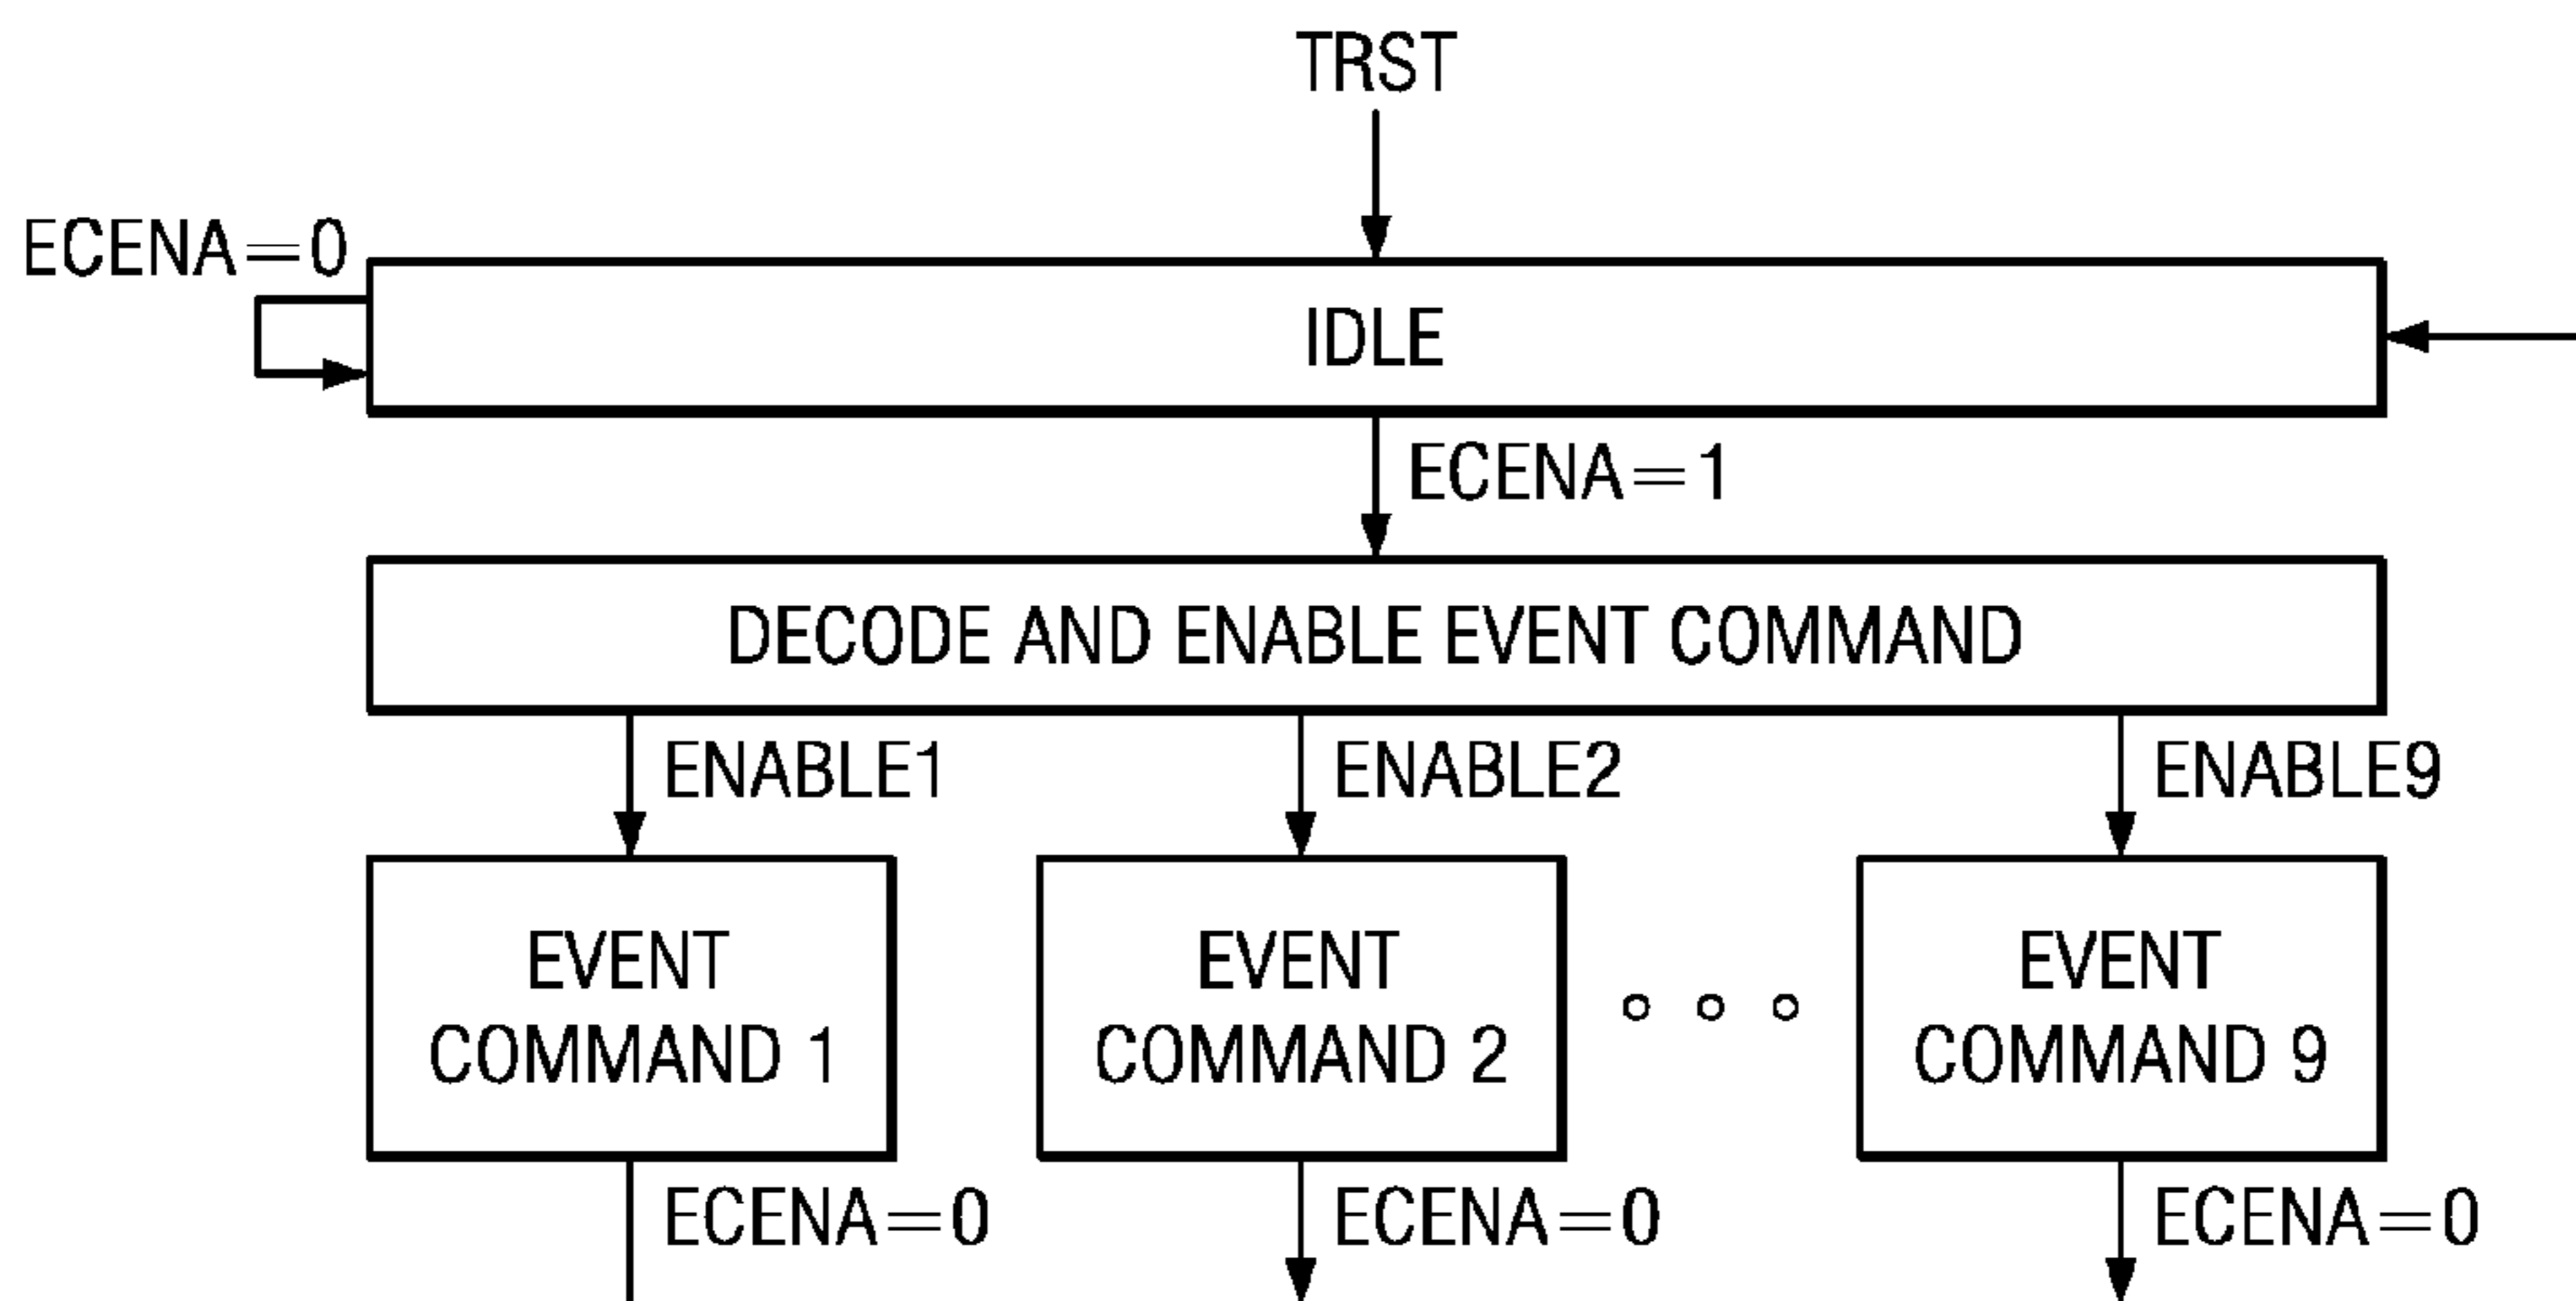 TRST
ECENA=0
IDLE
ECENA=1
DECODE AND ENABLE EVENT COMMAND
ENABLE1
ENABLE2
ENABLE9
EVENT
COMMAND 1
EVENT
COMMAND 2
EVENT
COMMAND 9
ECENA=0
ECENA=0
ECENA=0